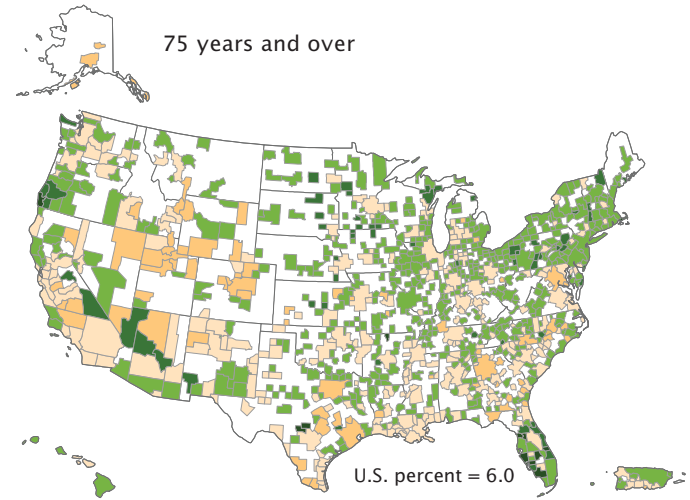 75 years and over
U.S. percent = 6.0